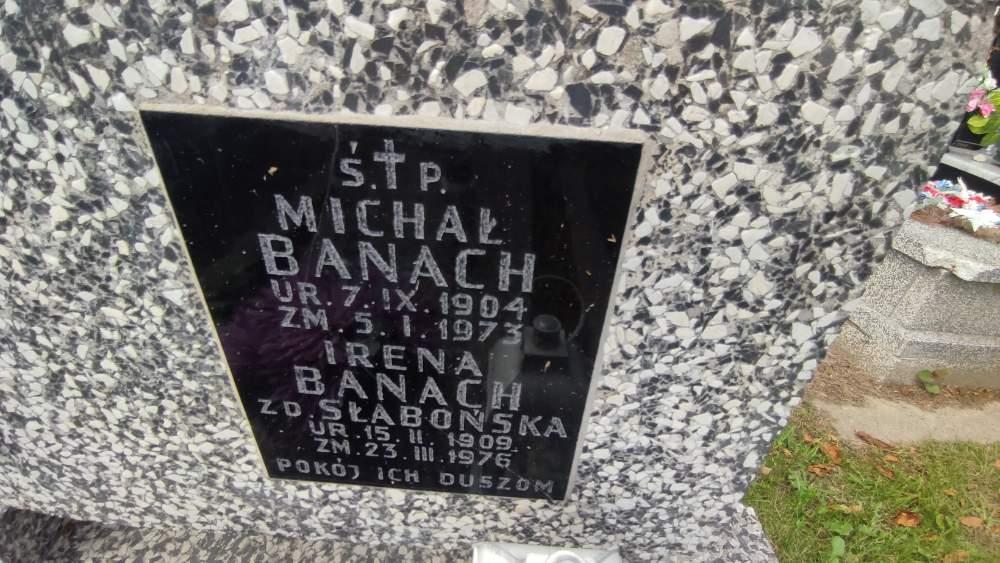 Ś.†P.
MICHAŁ
BANACH
UR. 7. IX. 1904
ZM. 5. I. 1973
IRENA
BANACH
ZD. SŁABOŃSKA
UR. 15. II. 1909.
ZM. 23. III. 1976
POKÓJ ICH DUSZOM